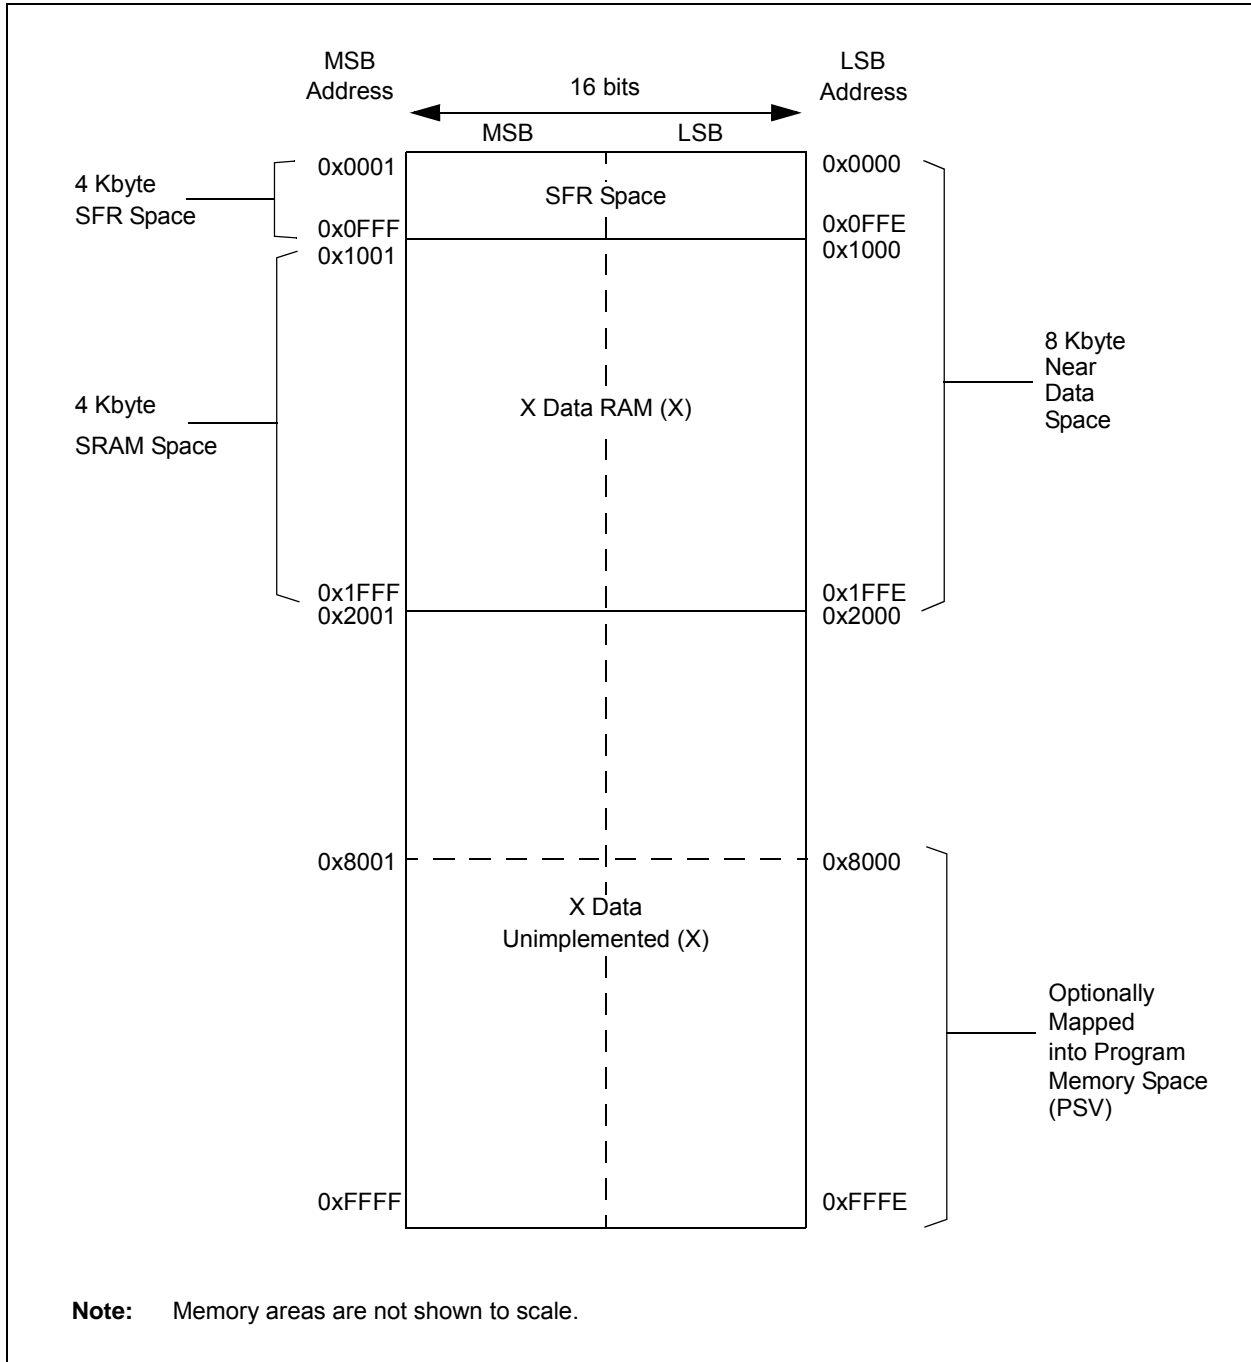 MSB
Address
16 bits
LSB
Address
MSB
LSB
0x0001
0x0000
4 Kbyte
SFR Space
SFR Space
0x0FFF
0x0FFE
0x1001
0x1000
8 Kbyte
Near
Data
Space
4 Kbyte
SRAM Space
X Data RAM (X)
0x1FFF
0x1FFE
0x2001
0x2000
0x8001
0x8000
X Data
Unimplemented (X)
Optionally
Mapped
into Program
Memory Space
(PSV)
0xFFFF
0xFFFE
Note: Memory areas are not shown to scale.